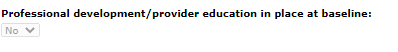 Professional development/provider education in place at baseline:
No